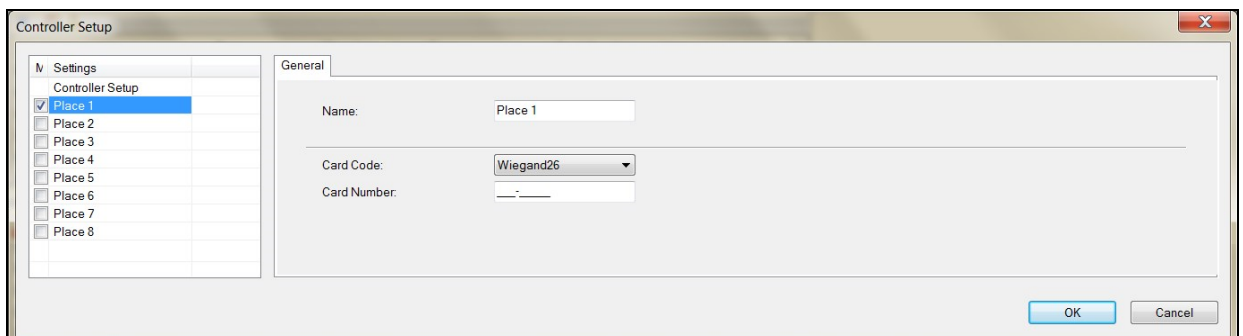 Controller Setup
X
M Settings
Controller Setup
Place 1
Place 2
Place 3
Place 4
Place 5
Place 6
Place 7
Place 8
General
Name: Place 1
Card Code: Wiegand26
Card Number: ___-_____
OK Cancel